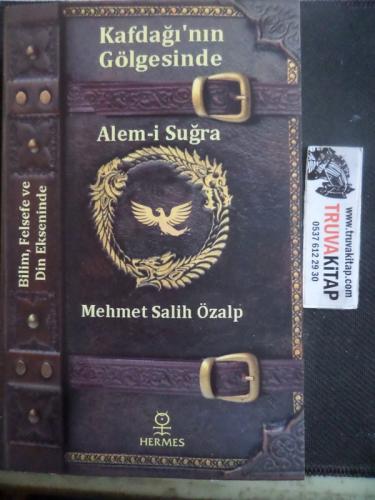 Kafdağı'nın
Gölgesinde
Alem-i Suğra
Mehmet Salih Özalp
HERMES
Bilim, Felsefe ve
Din Ekseninde
www.truvakitap.com
TRUVAKiTAP
0537 612 29 30